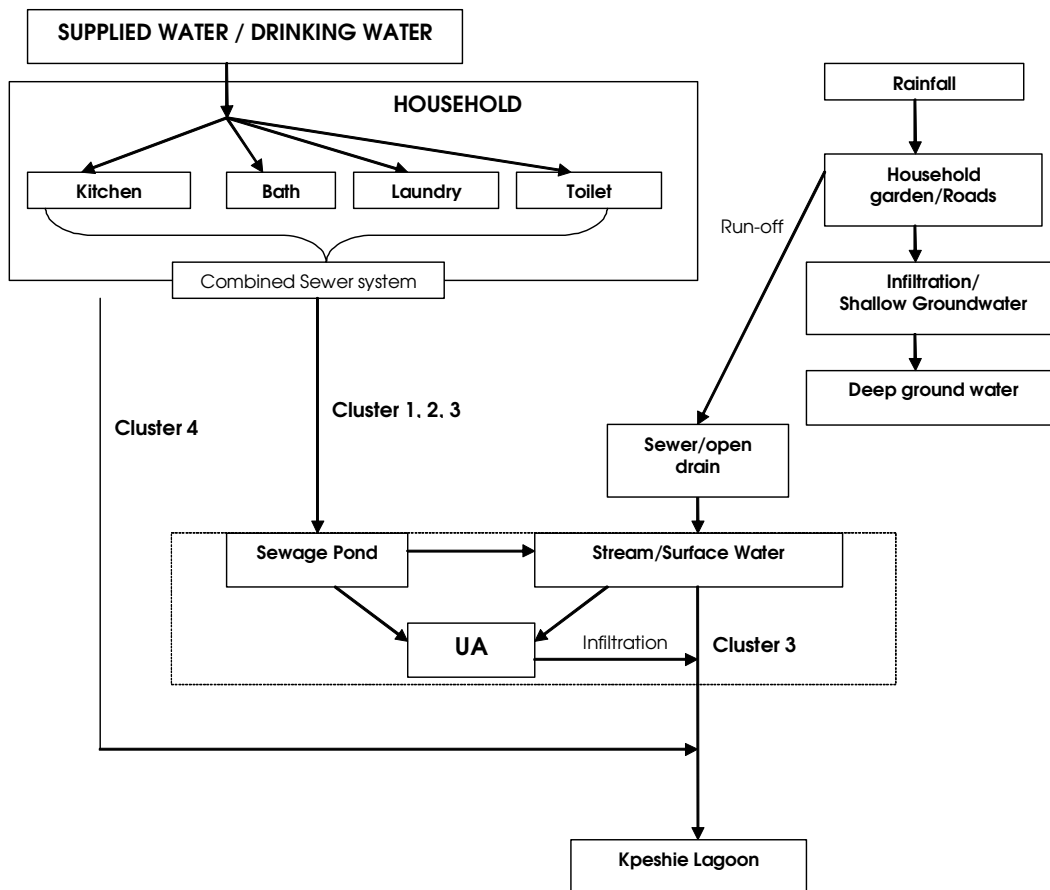 SUPPLIED WATER / DRINKING WATER
HOUSEHOLD
Kitchen
Bath
Laundry
Toilet
Combined Sewer system
Rainfall
Household
garden/Roads
Run-off
Infiltration/
Shallow Groundwater
Deep ground water
Cluster 4
Cluster 1, 2, 3
Sewer/open
drain
Sewage Pond
Stream/Surface Water
UA
Infiltration
Cluster 3
Kpeshie Lagoon